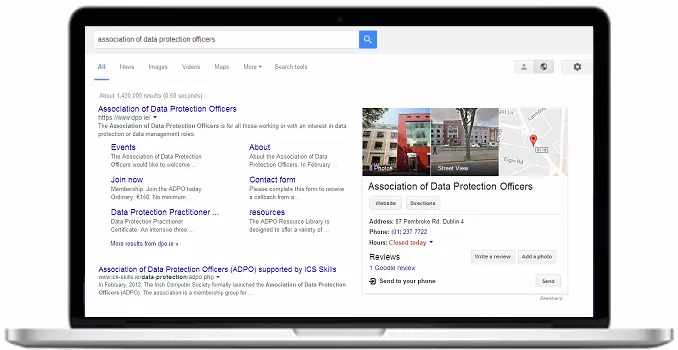 association of data protection officers
All News Images Videos Maps More Search tools
About 1,420,000 results (0.50 seconds)
Association of Data Protection Officers
https://www.dpo.ie/
The Association of Data Protection Officers is for all those working or with an interest in data
protection or data management roles.
Events
The Association of Data Protection
Officers would like to welcome ...
About
About the Association of Data Protection
Officers: In February ...
Join now
Membership. Join the ADPO today.
Ordinary, €150. No minimum ...
Contact form
Please complete this form to receive
a callback from a ...
Data Protection Practitioner ...
Data Protection Practitioner
Certificate. An intensive three ...
resources
The ADPO Resource Library is
designed to offer a variety of ...
More results from dpo.ie »
Association of Data Protection Officers (ADPO) supported by ICS Skills
www.ics-skills.ie/data-protection/adpo.php
In February, 2012, The Irish Computer Society formally launched the Association of Data Protection
Officers (ADPO). The association is a membership group for ...
8 Photos
Street View
Elgin Rd
Association of Data Protection Officers
Website Directions
Address: 87 Pembroke Rd, Dublin 4
Phone: (01) 237 7722
Hours: Closed today
Reviews
Write a review Add a photo
1 Google review
Send to your phone
Send
Feedback